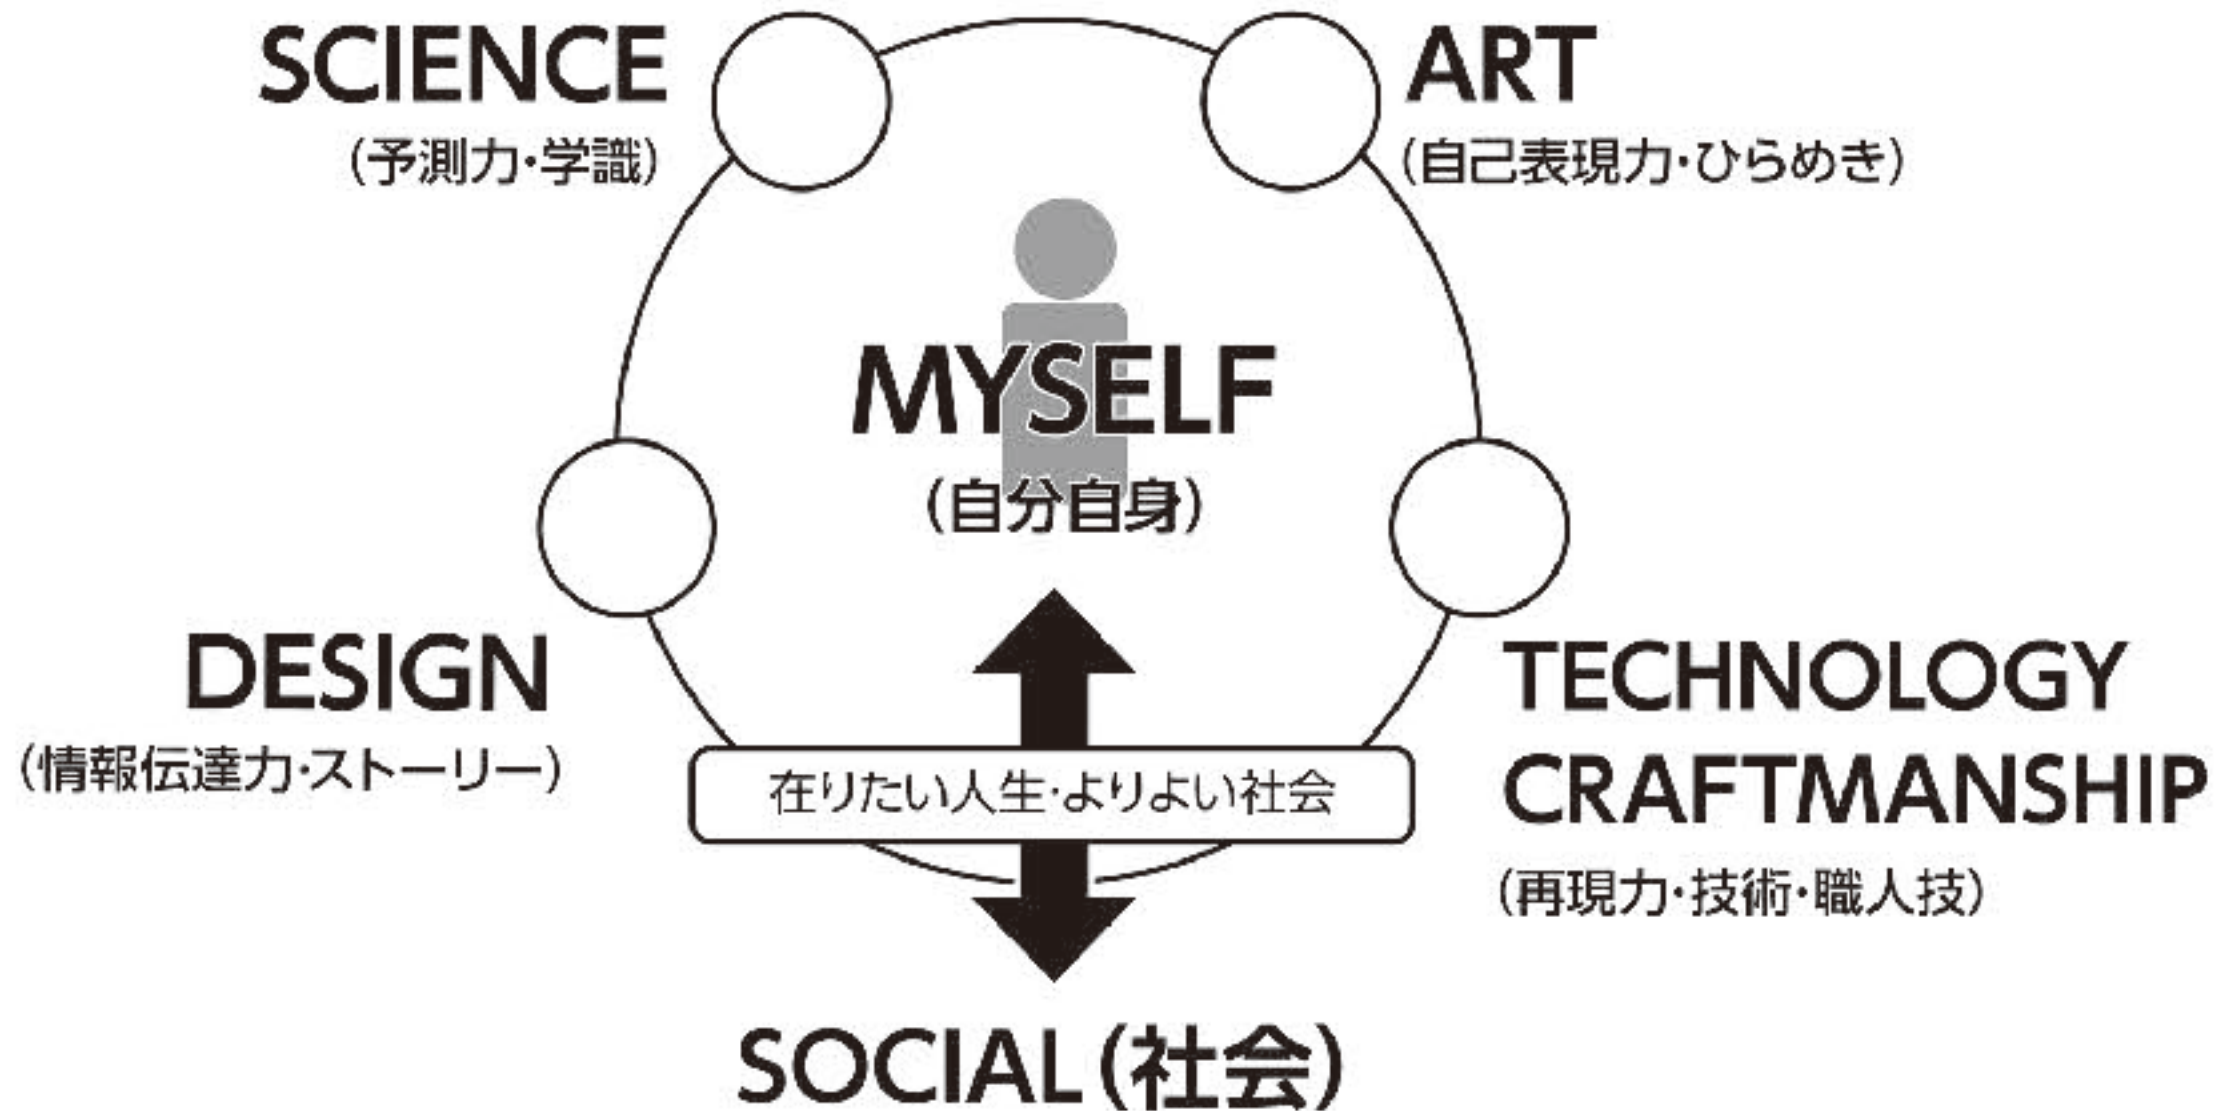 SCIENCE
(予測力･学識)
ART
(自己表現力･ひらめき)
MYSELF
(自分自身)
DESIGN
(情報伝達力･ストーリー)
TECHNOLOGY
CRAFTMANSHIP
(再現力･技術･職人技)
在りたい人生･よりよい社会
SOCIAL(社会)